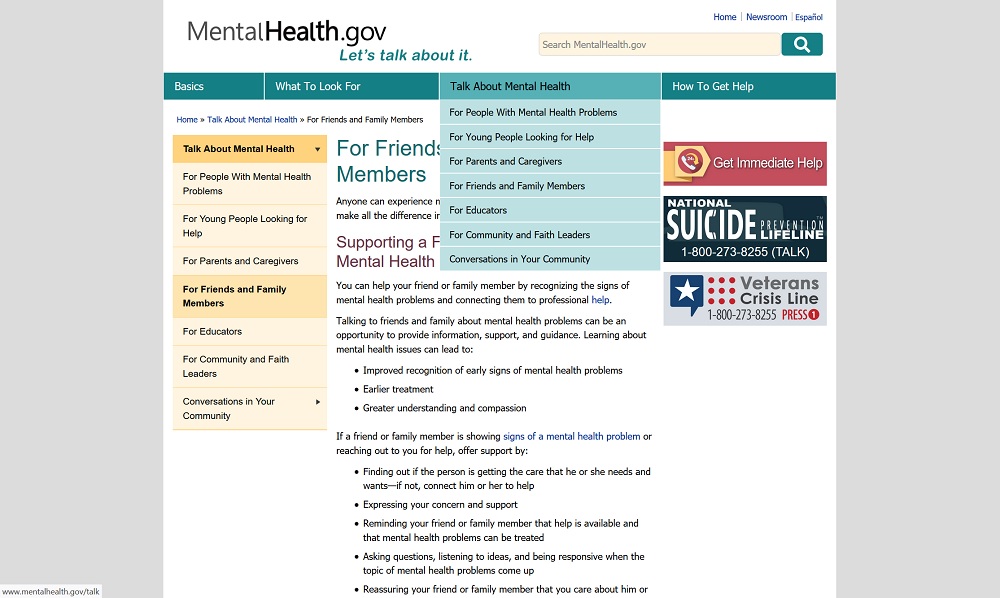 MentalHealth.gov
Let's talk about it.
Home
Newsroom
Español
Search MentalHealth.gov
Basics
What To Look For
Talk About Mental Health
How To Get Help
For People With Mental Health Problems
For Young People Looking for Help
For Parents and Caregivers
For Friends and Family Members
For Educators
For Community and Faith Leaders
Conversations in Your Community
Home » Talk About Mental Health » For Friends and Family Members
Talk About Mental Health
For People With Mental Health
Problems
For Young People Looking for
Help
For Parents and Caregivers
For Friends and Family
Members
For Educators
For Community and Faith
Leaders
Conversations in Your
Community
For Friends
Members
Anyone can experience
make all the difference
Supporting a
Mental Health
You can help your friend or family member by recognizing the signs of
mental health problems and connecting them to professional help.
Talking to friends and family about mental health problems can be an
opportunity to provide information, support, and guidance. Learning about
mental health issues can lead to:
• Improved recognition of early signs of mental health problems
• Earlier treatment
• Greater understanding and compassion
If a friend or family member is showing signs of a mental health problem or
reaching out to you for help, offer support by:
• Finding out if the person is getting the care that he or she needs and
wants—if not, connect him or her to help
• Expressing your concern and support
• Reminding your friend or family member that help is available and
that mental health problems can be treated
• Asking questions, listening to ideas, and being responsive when the
topic of mental health problems come up
• Reassuring your friend or family member that you care about him or
Get Immediate Help
NATIONAL
SUICIDE PREVENTION
LIFELINE
1-800-273-8255 (TALK)
Veterans
Crisis Line
1-800-273-8255 PRESS 1
www.mentalhealth.gov/talk